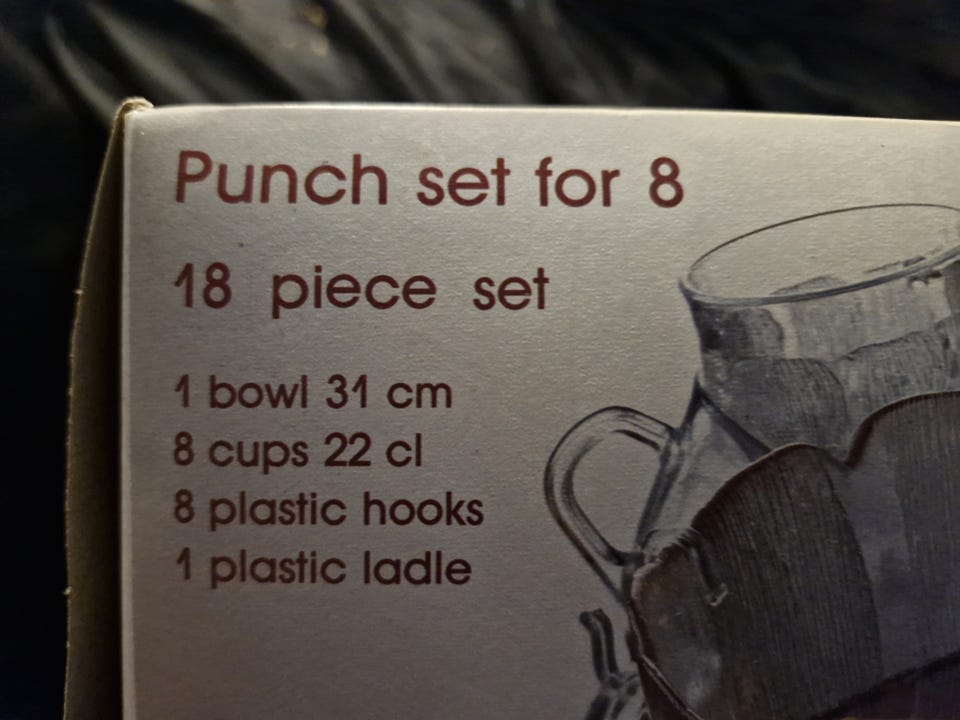 Punch set for 8
18 piece set
1 bowl 31 cm
8 cups 22 cl
8 plastic hooks
1 plastic ladle